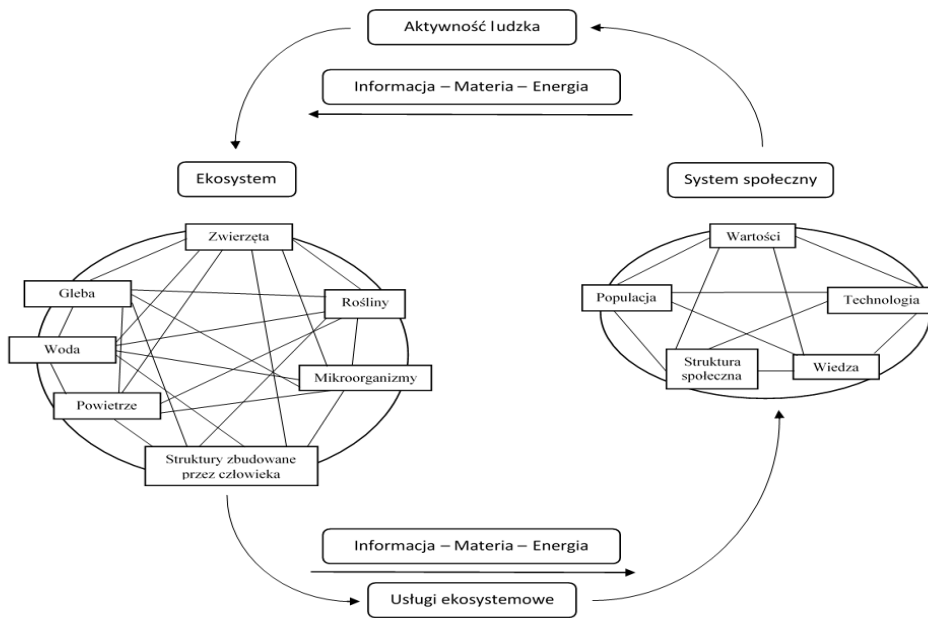 Aktywność ludzka
Informacja – Materia – Energia
Ekosystem
System społeczny
Zwierzęta
Gleba
Rośliny
Woda
Mikroorganizmy
Powietrze
Struktury zbudowane
przez człowieka
Wartości
Populacja
Technologia
Struktura
społeczna
Wiedza
Informacja – Materia – Energia
Usługi ekosystemowe